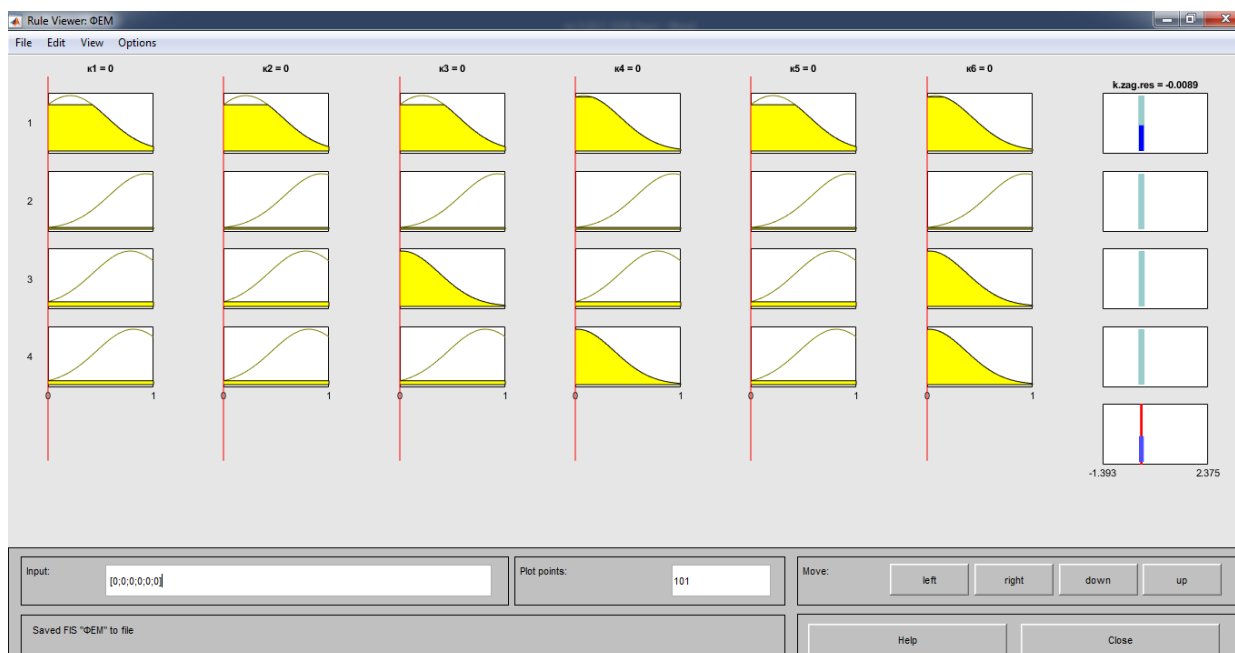 Rule Viewer: ФЕМ
File Edit View Options
к1 = 0 к2 = 0 к3 = 0 к4 = 0 к5 = 0 к6 = 0
k.zag.res = -0.0089
1
2
3
4
0 1 0 1 0 1 0 1 0 1 0 1
-1.393 2.375
Input: [0;0;0;0;0;0] Plot points: 101 Move: left right down up
Saved FIS "ФЕМ" to file Help Close